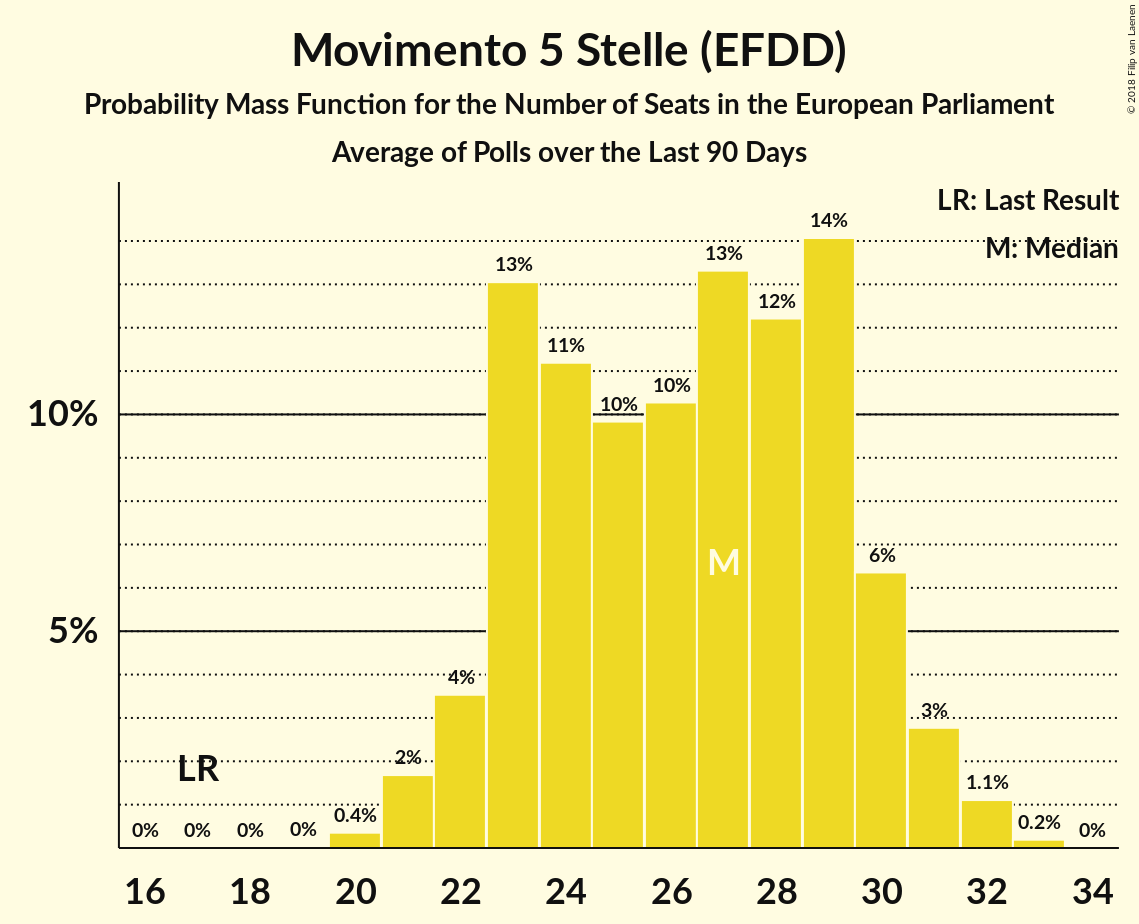 Movimento 5 Stelle (EFDD)
Probability Mass Function for the Number of Seats in the European Parliament
Average of Polls over the Last 90 Days
© 2018 Filip van Laenen
LR: Last Result
M: Median
10%
5%
0% 0% 0% 0% 0.4% 2% 4% 13% 11% 10% 10% 13% 12% 14% 6% 3% 1.1% 0.2% 0%
LR
M
16 18 20 22 24 26 28 30 32 34